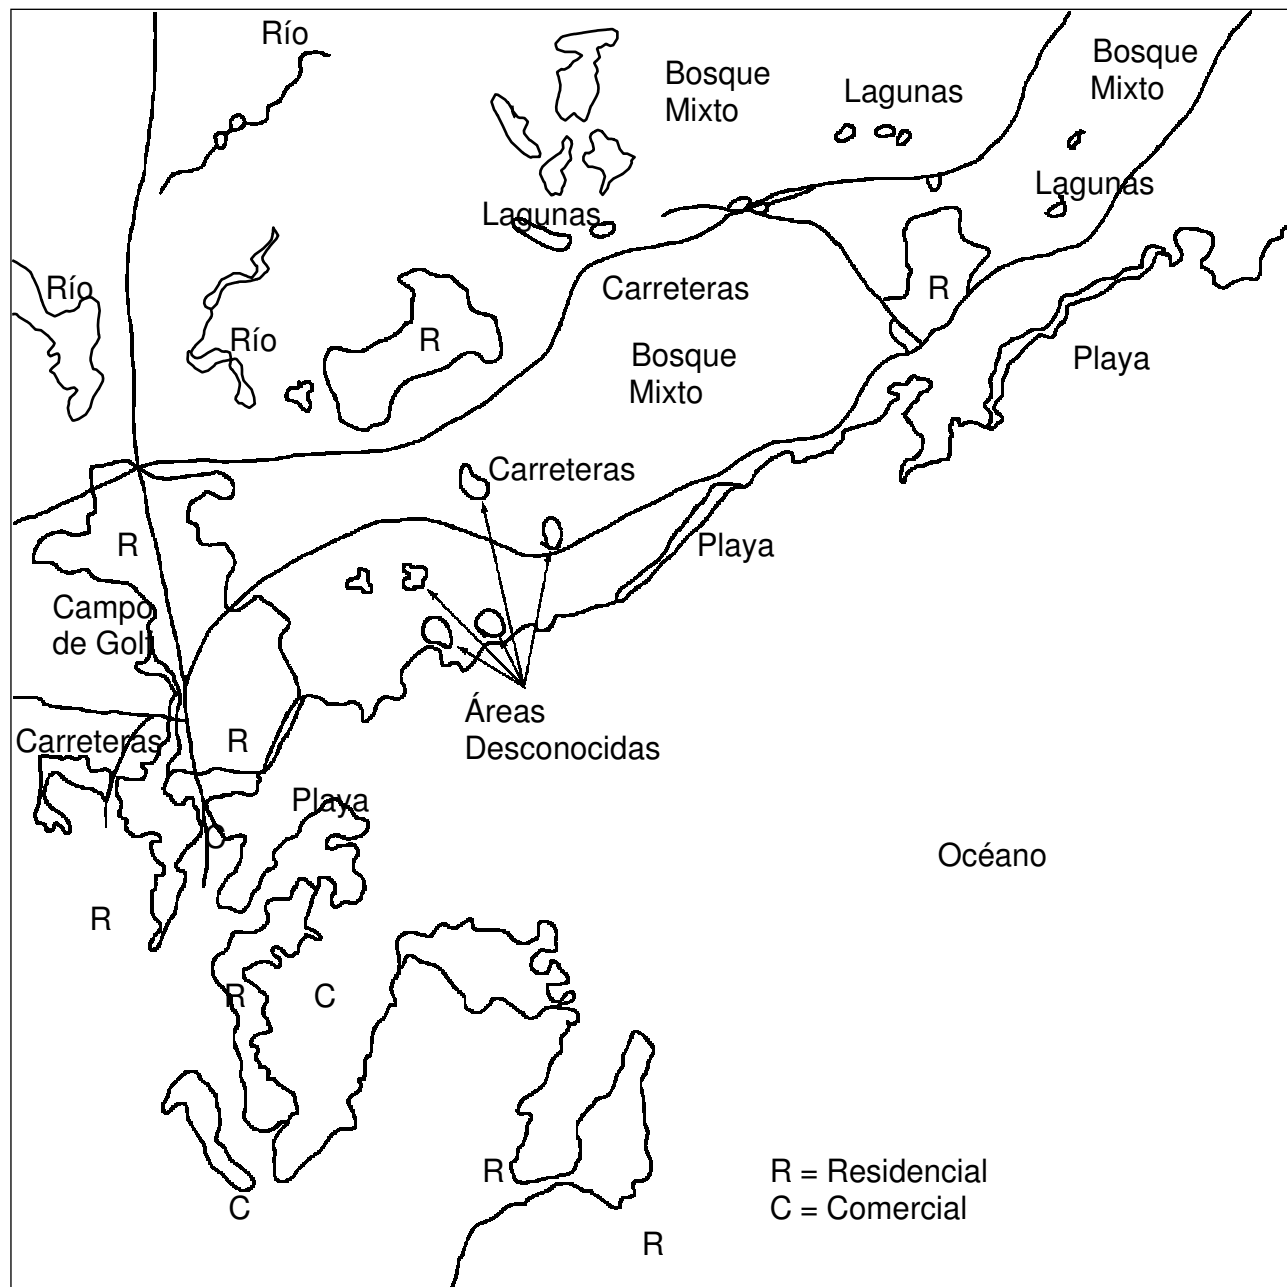 Río
Bosque
Mixto
Bosque
Mixto
Lagunas
Lagunas
Lagunas
Río
Carreteras
R
Río
R
Bosque
Mixto
Playa
Carreteras
R
Playa
Campo
de Golf
Áreas
Desconocidas
Carreteras
R
Playa
Océano
R
R
C
R
R = Residencial
C
C = Comercial
R